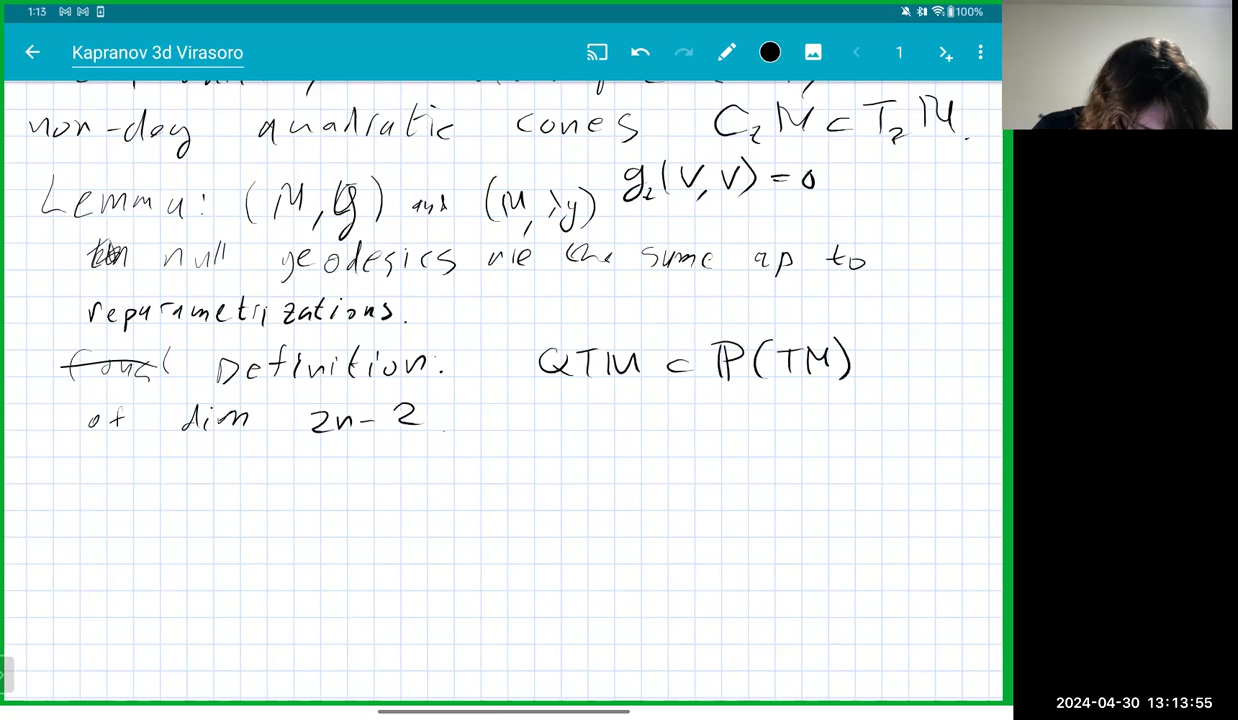 1:13
100%
Kapranov 3d Virasoro
1
non-deg quadratic cones C_z M ⊂ T_z M.
Lemma: (M, g) and (M, λg) g_z(V, V) = 0
null geodesics are the same up to
reparametrizations.
Definition: QTM ⊂ ℙ(TM)
of dim 2n-2
2024-04-30 13:13:55